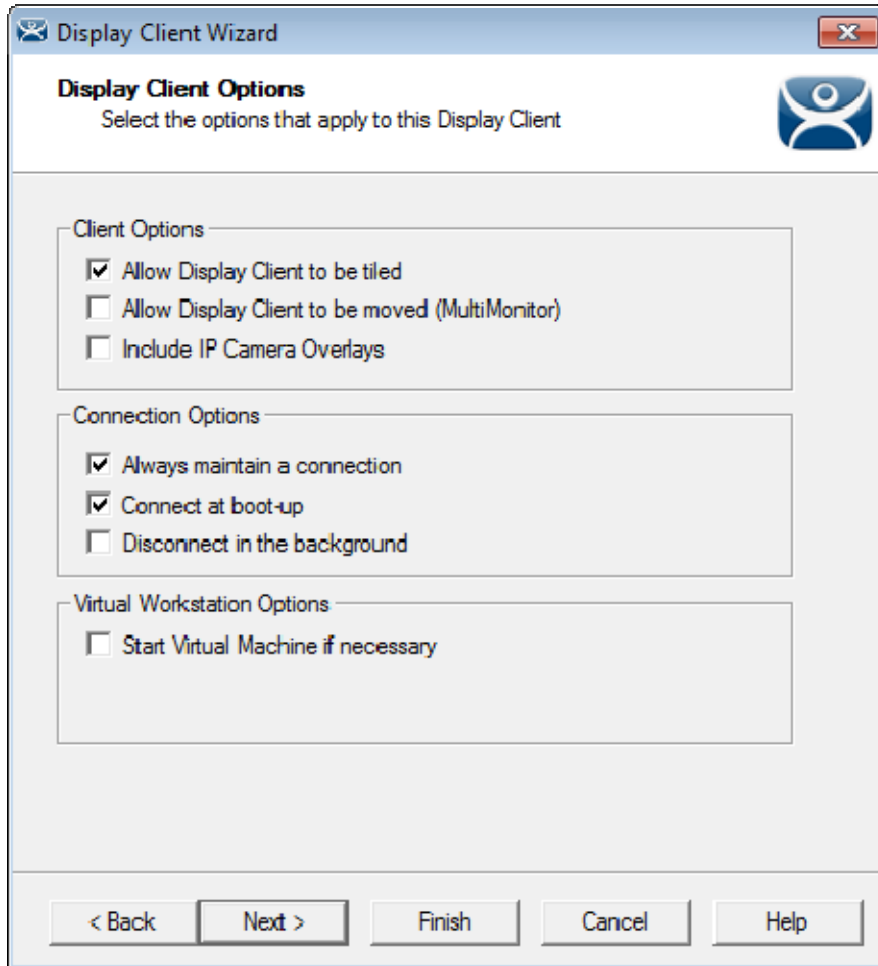 Display Client Wizard
Display Client Options
Select the options that apply to this Display Client
Client Options
Allow Display Client to be tiled
Allow Display Client to be moved (MultiMonitor)
Include IP Camera Overlays
Connection Options
Always maintain a connection
Connect at boot-up
Disconnect in the background
Virtual Workstation Options
Start Virtual Machine if necessary
< Back Next > Finish Cancel Help